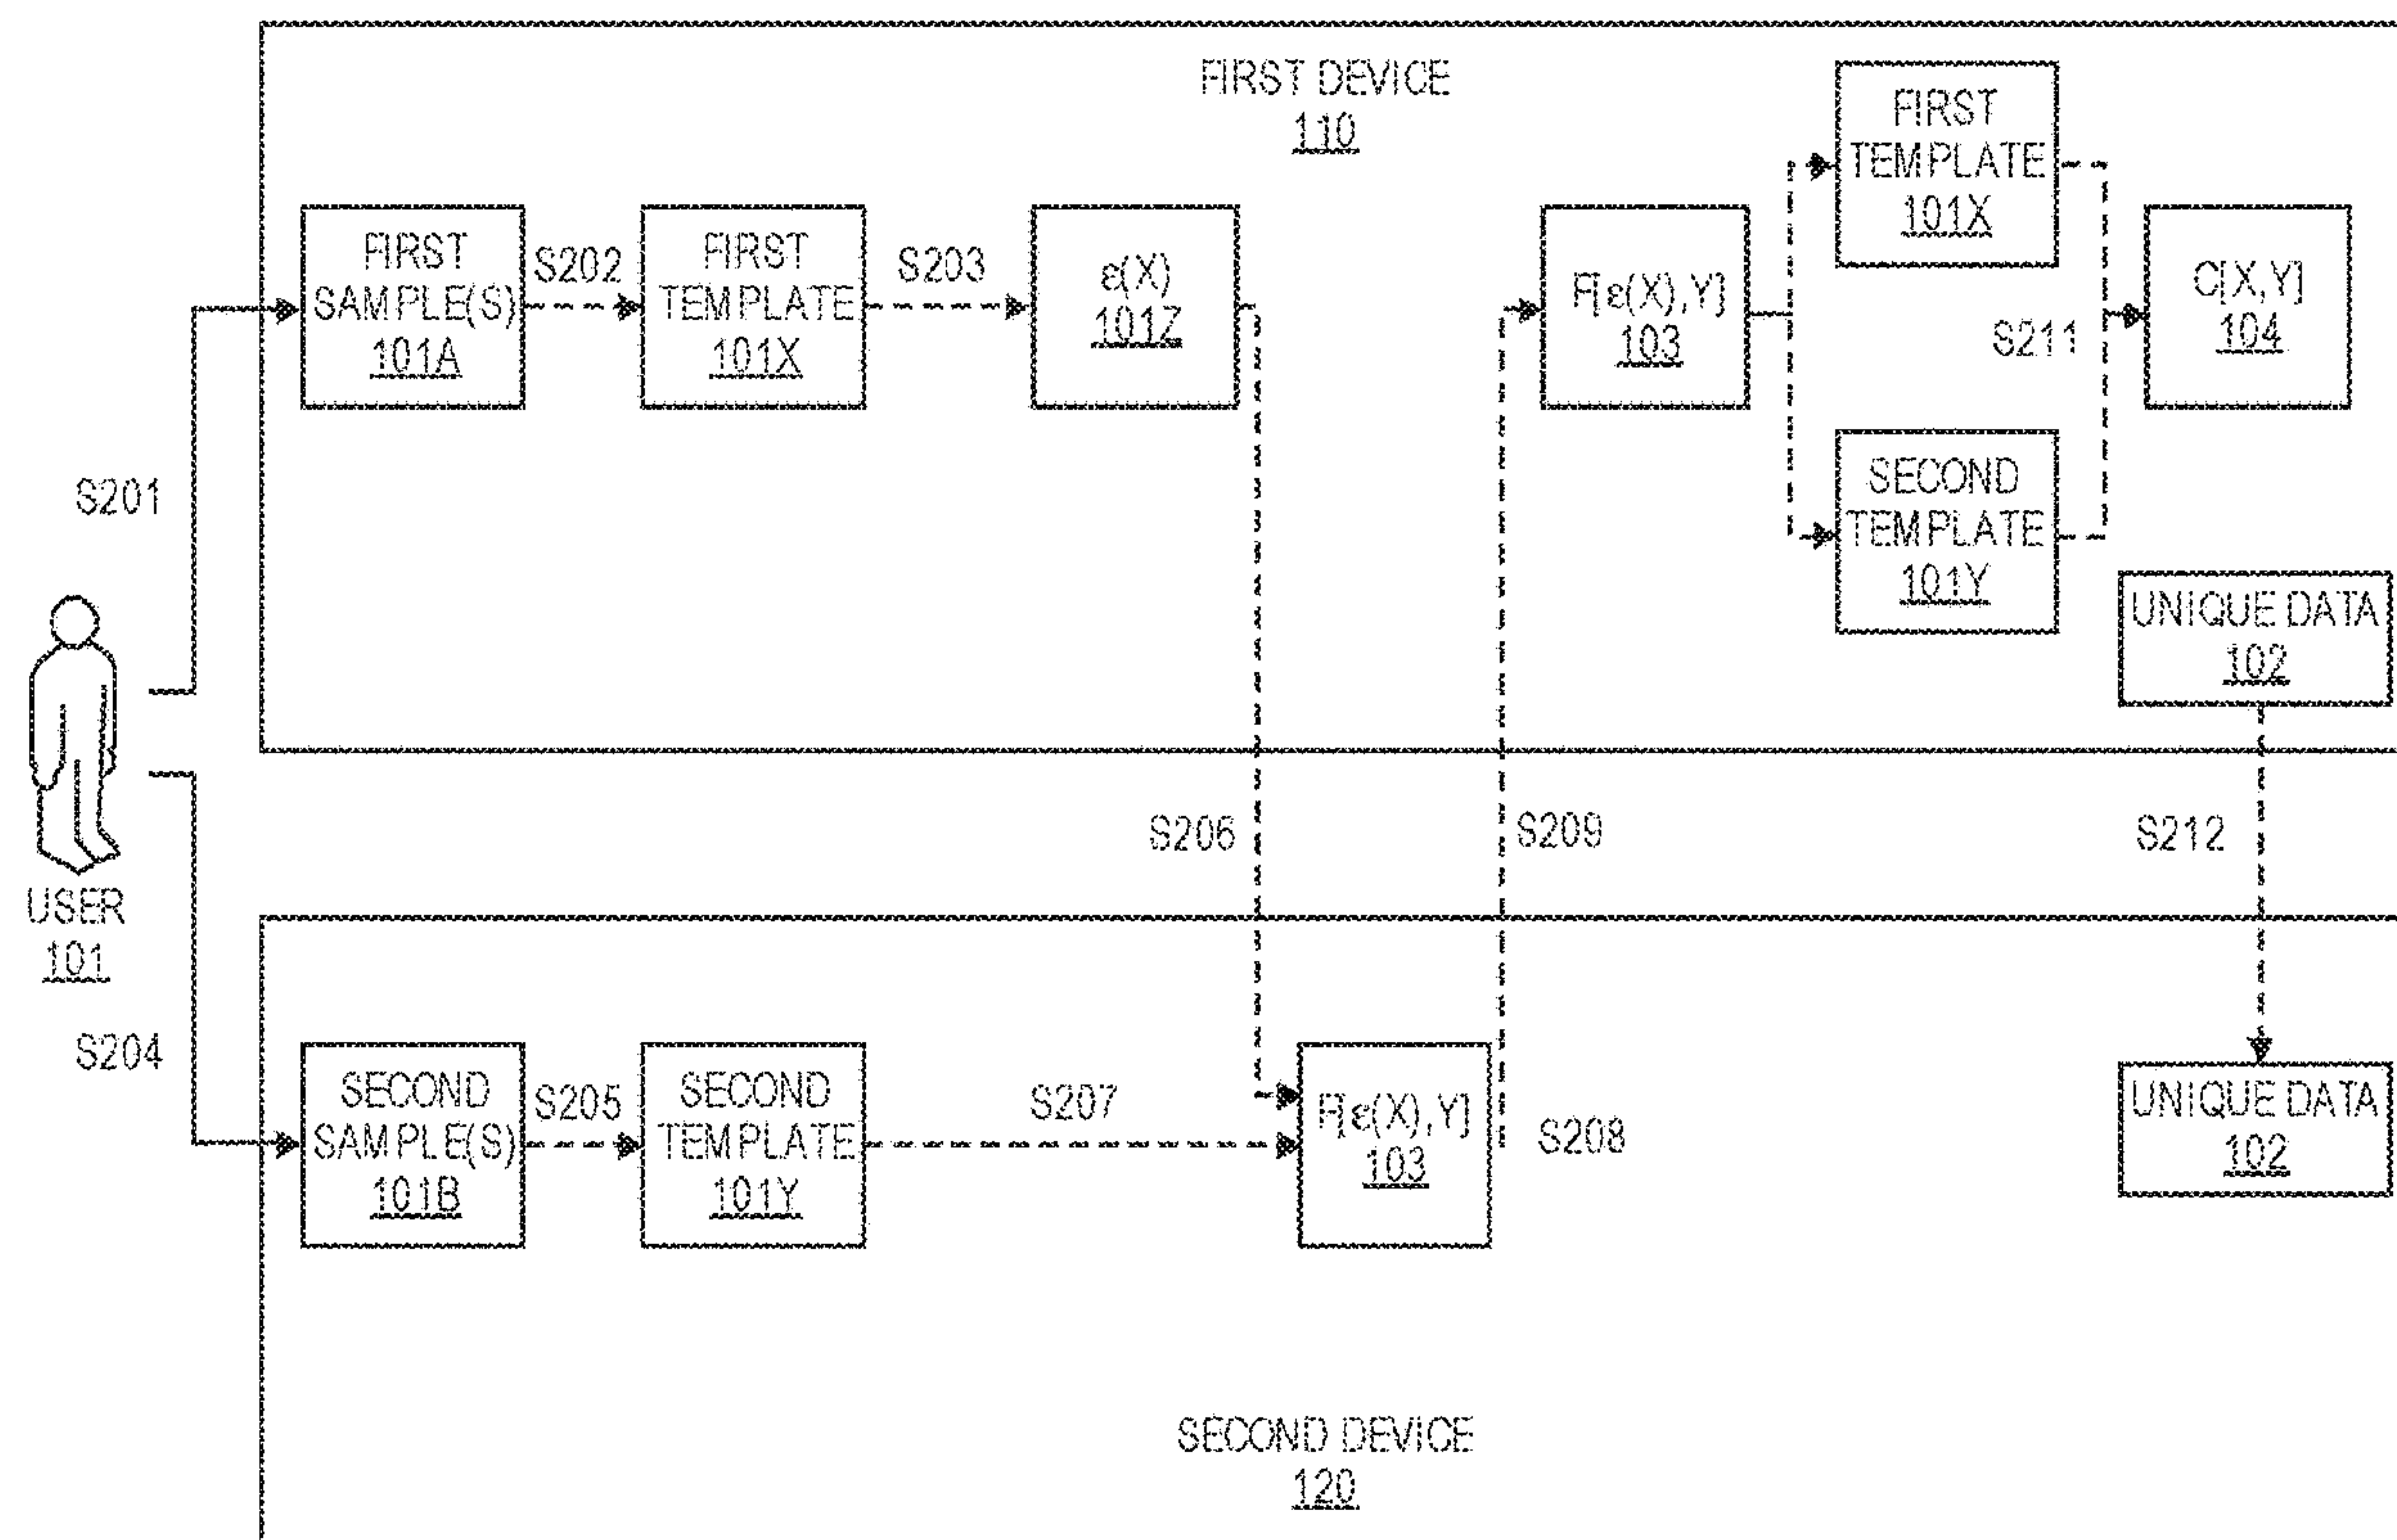 FIRST DEVICE
110
FIRST
SAMPLE(S)
101A
S202
FIRST
TEMPLATE
101X
S203
ε(X)
101Z
F[ε(X),Y]
103
FIRST
TEMPLATE
101X
SECOND
TEMPLATE
101Y
S211
C[X,Y]
104
UNIQUE DATA
102
S201
USER
101
S204
S206
S209
S212
SECOND
SAMPLE(S)
101B
S205
SECOND
TEMPLATE
101Y
S207
F[ε(X),Y]
103
S208
UNIQUE DATA
102
SECOND DEVICE
120